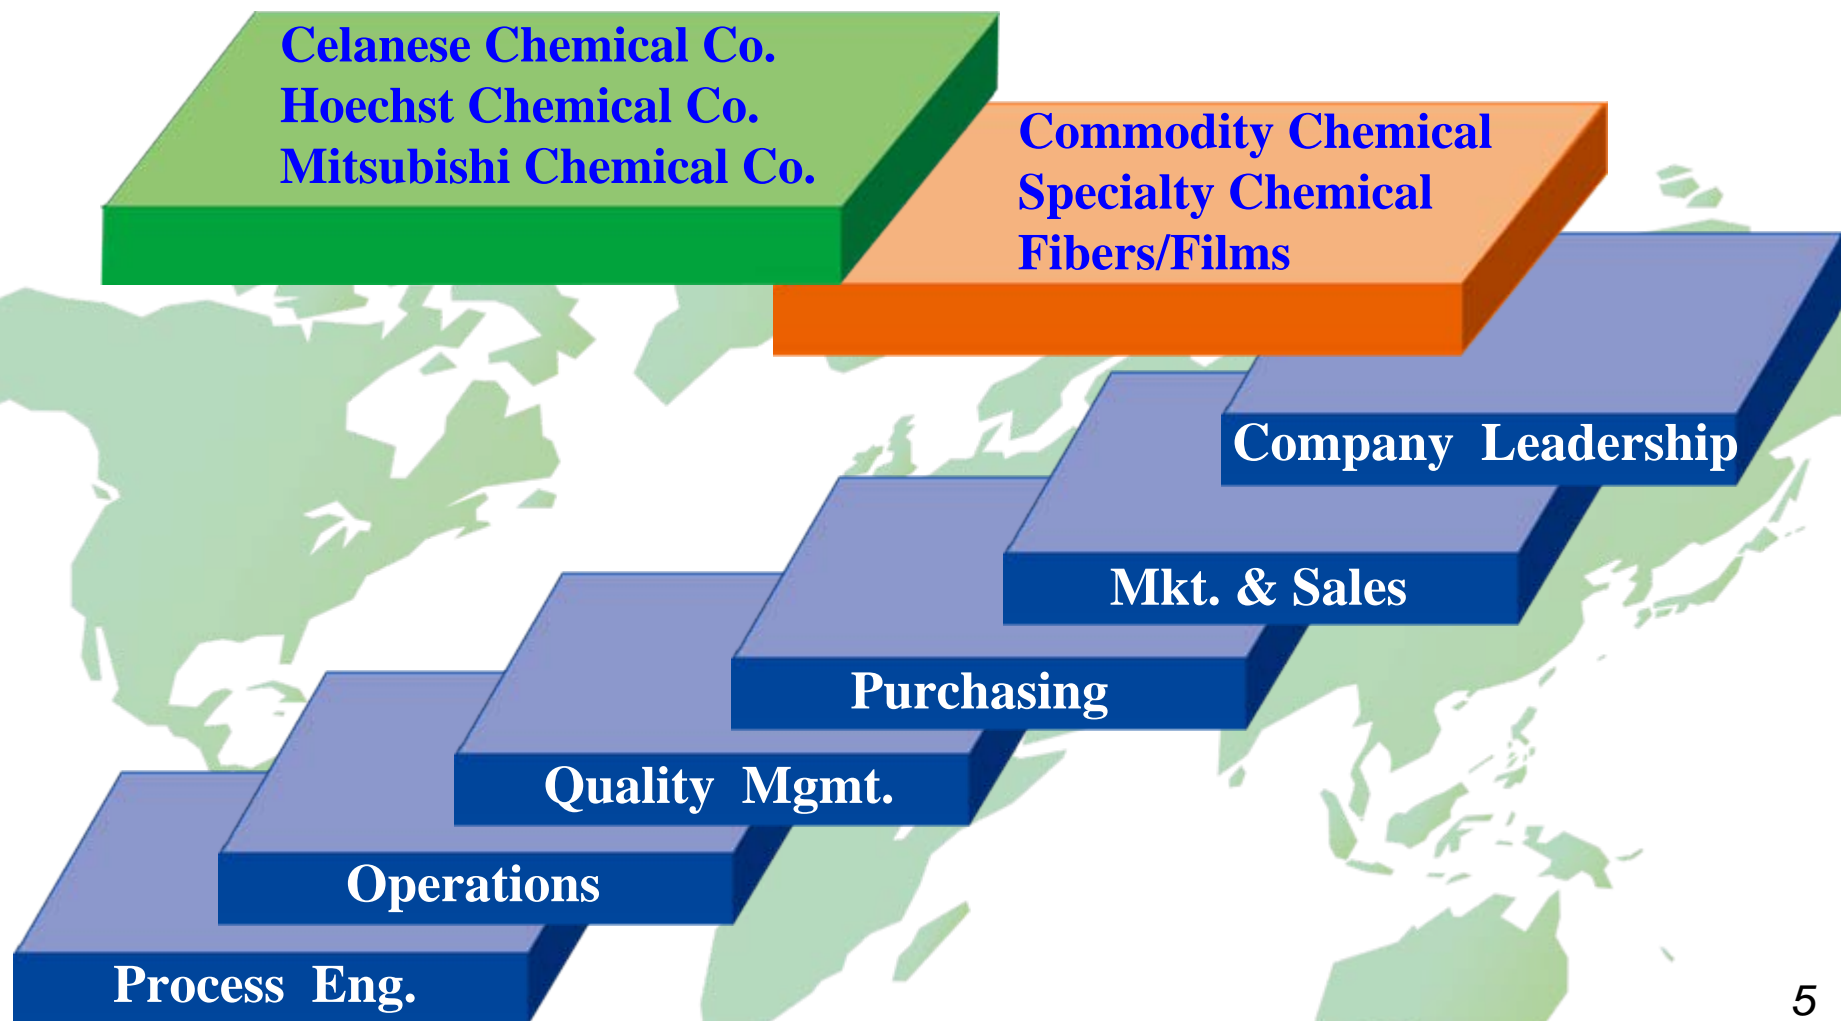 Celanese Chemical Co.
Hoechst Chemical Co.
Mitsubishi Chemical Co.
Commodity Chemical
Specialty Chemical
Fibers/Films
Company Leadership
Mkt. & Sales
Purchasing
Quality Mgmt.
Operations
Process Eng.
5